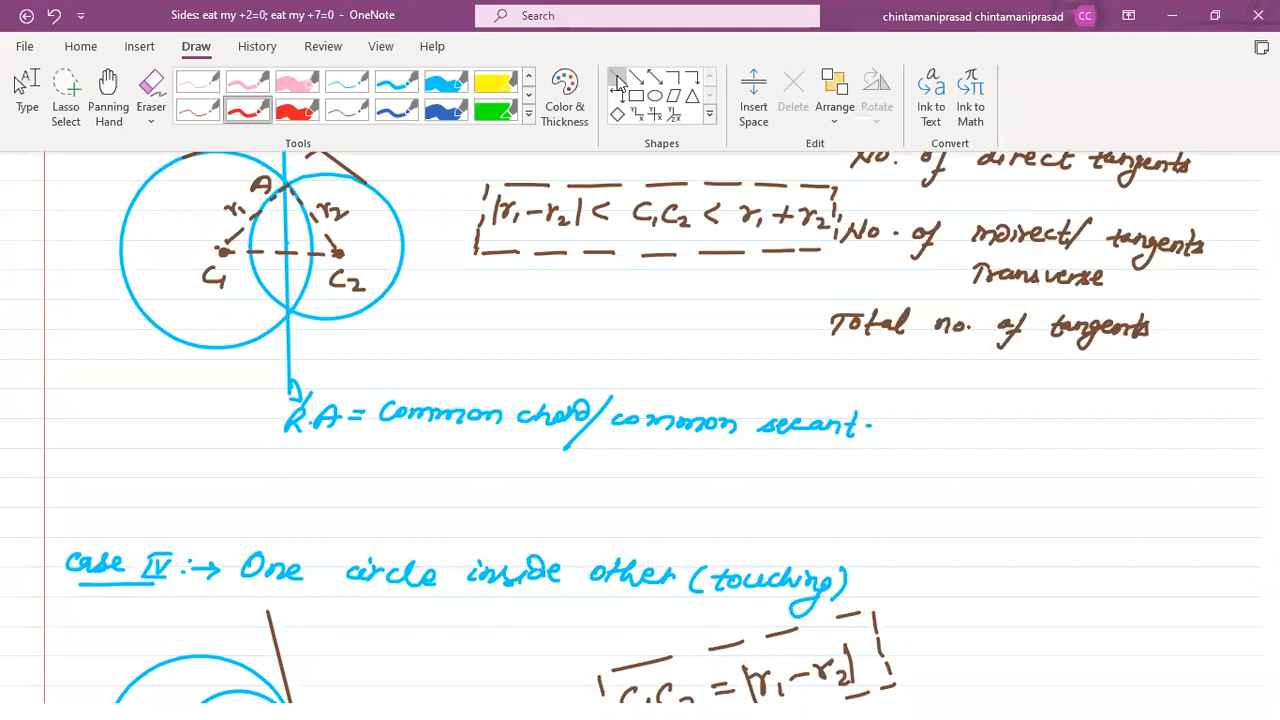 Sides: eat my +2=0; eat my +7=0 - OneNote
Search
chintamaniprasad chintamaniprasad CC
File Home Insert Draw History Review View Help
Type
Lasso Select
Panning Hand
Eraser
Color & Thickness
Insert Space
Delete
Arrange
Rotate
Ink to Text
Ink to Math
Tools
Shapes
Edit
Convert
No. of direct tangents
A
r1 r2
|r1-r2| < C1C2 < r1+r2
No. of Indirect/ tangents
Transverse
C1 C2
Total no. of tangents
R.A = Common chord/common secant.
Case IV :→ One circle inside other (touching)
C1C2 = |r1-r2|